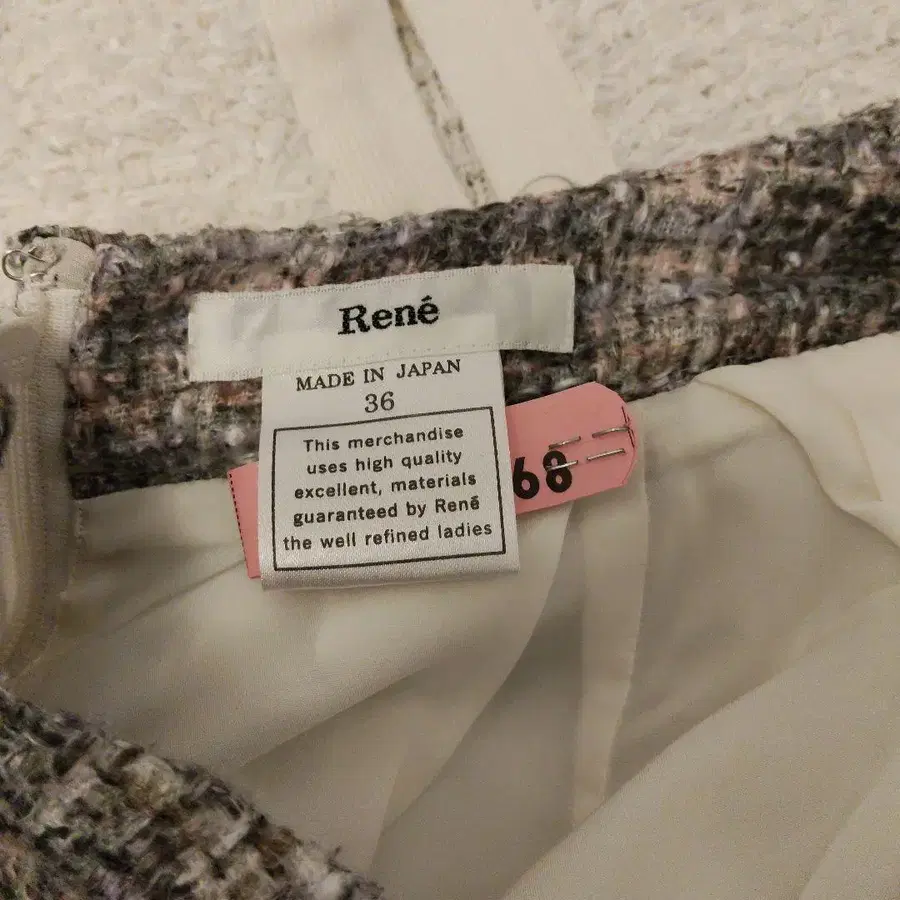 René
MADE IN JAPAN
36
This merchandise
uses high quality
excellent, materials
guaranteed by René
the well refined ladies
68